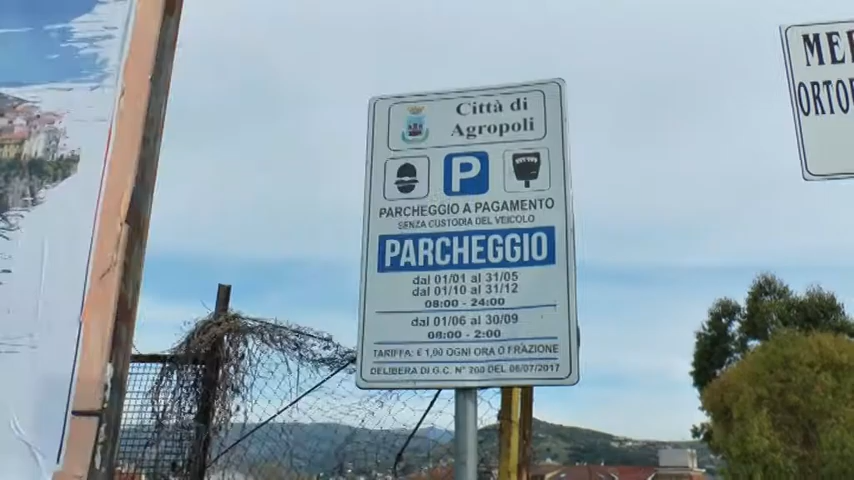 Città di
Agropoli
P
PARCHEGGIO A PAGAMENTO
SENZA CUSTODIA DEL VEICOLO
PARCHEGGIO
dal 01/01 al 31/05
dal 01/10 al 31/12
08:00 - 24:00
dal 01/06 al 30/09
08:00 - 2:00
TARIFFA: € 1,00 OGNI ORA O FRAZIONE
DELIBERA DI G.C. N° 200 DEL 06/07/2017